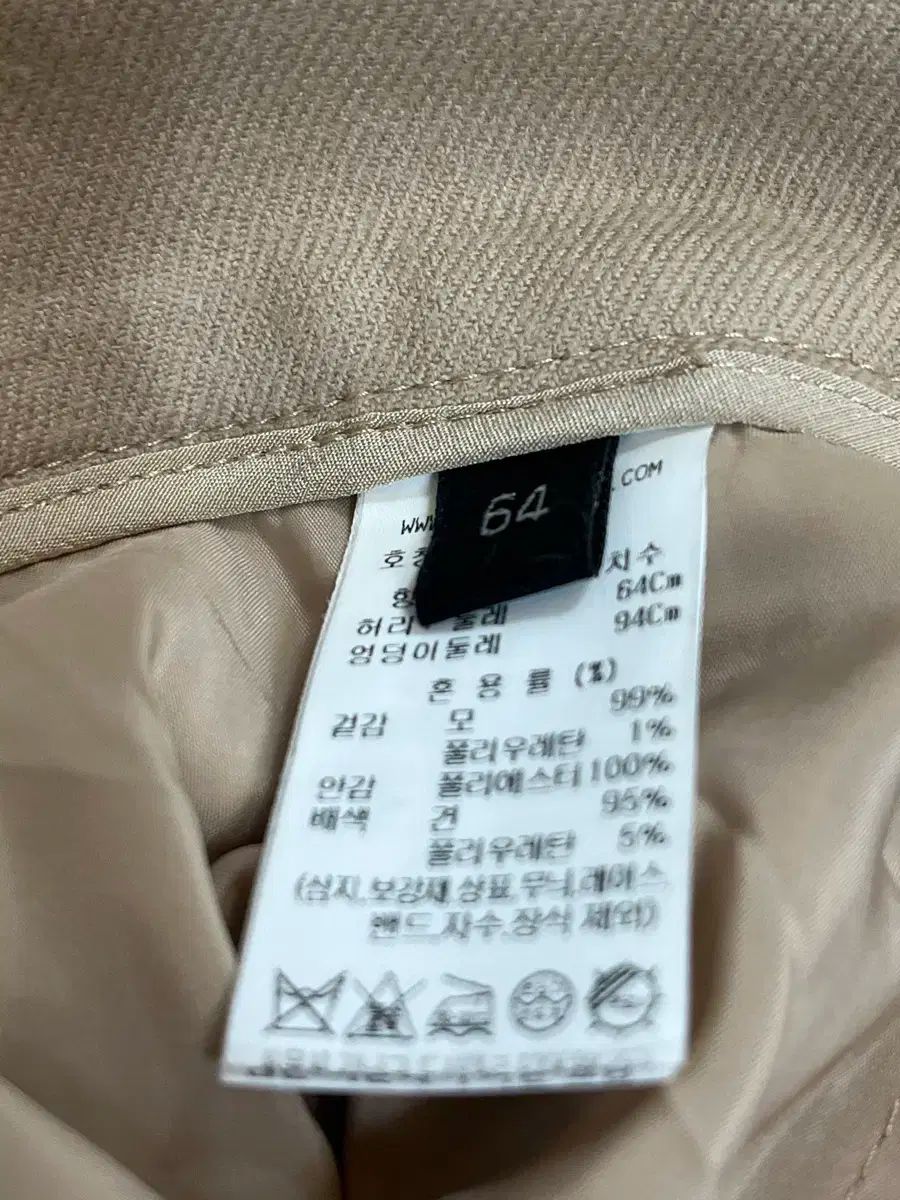 64
.COM
치수
64Cm
허리 둘레 94Cm
엉덩이둘레
혼 용 률 (%)
겉감 모 99%
폴리우레탄 1%
안감 폴리에스터 100%
배색 견 95%
폴리우레탄 5%
(심지,보강재,상표,무늬,레이스
밴드,자수,장식 제외)